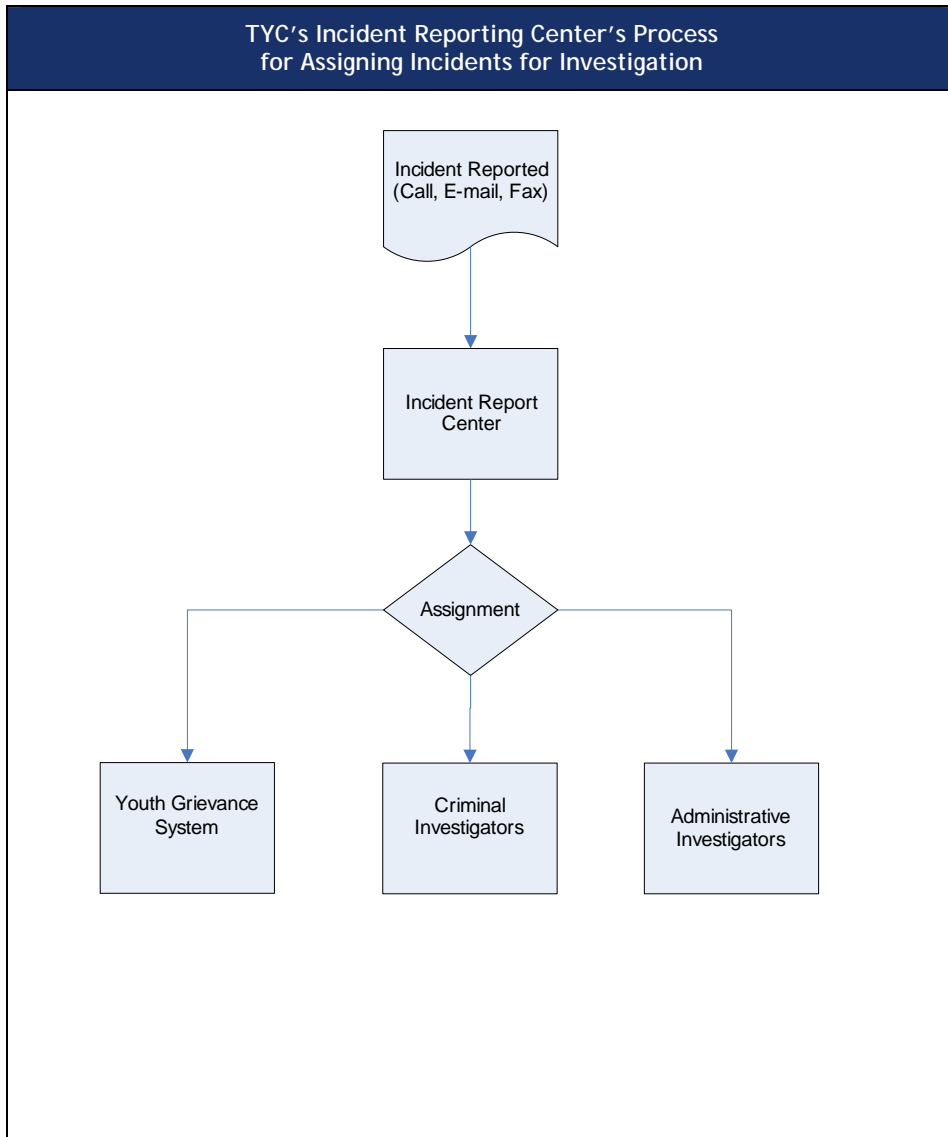 TYC's Incident Reporting Center's Process
for Assigning Incidents for Investigation
Incident Reported
(Call, E-mail, Fax)
Incident Report
Center
Assignment
Youth Grievance
System
Criminal
Investigators
Administrative
Investigators